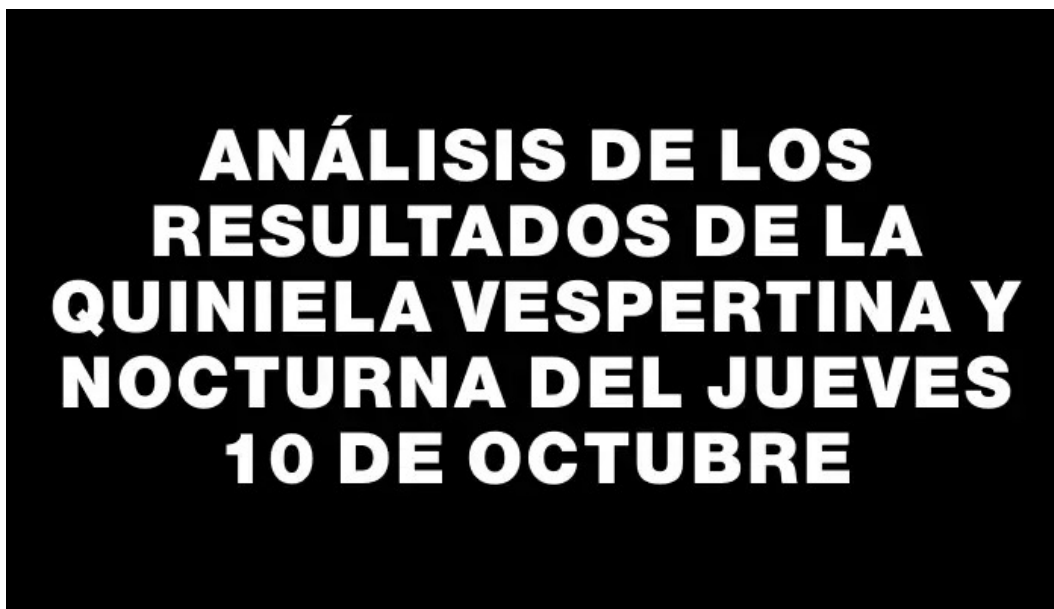 ANÁLISIS DE LOS
RESULTADOS DE LA
QUINIELA VESPERTINA Y
NOCTURNA DEL JUEVES
10 DE OCTUBRE